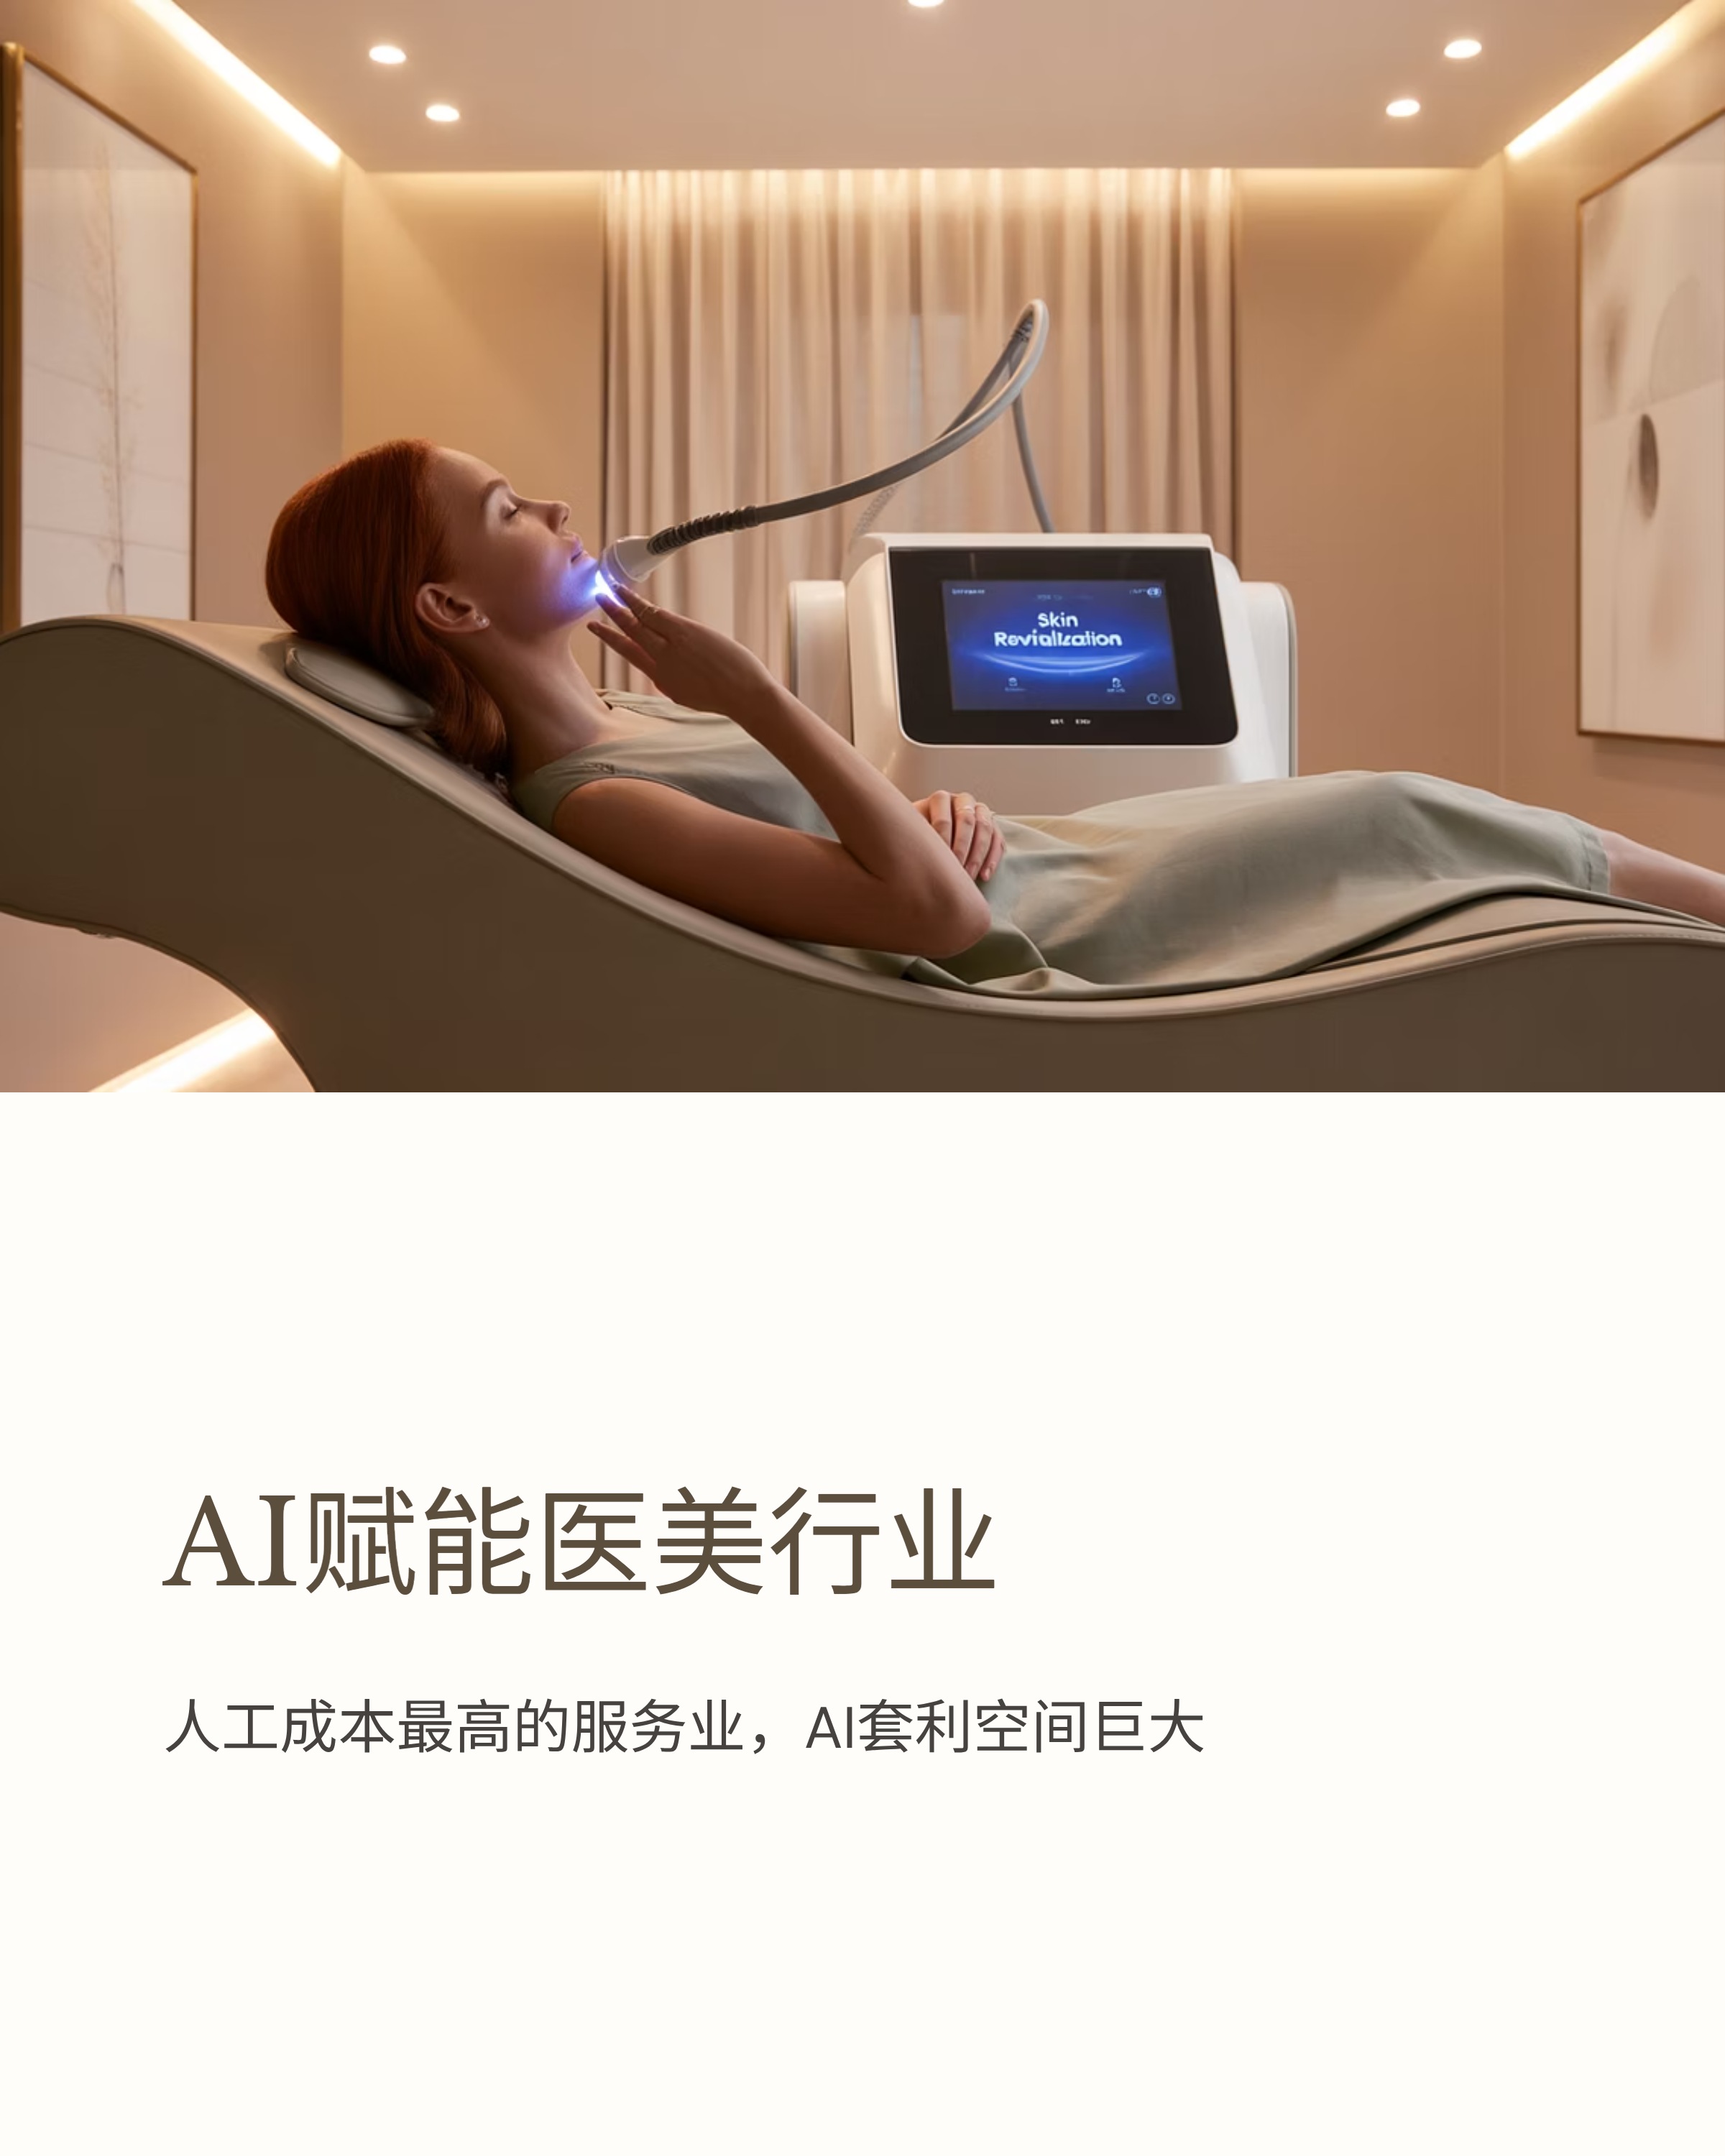 Skin
Revialization
AI赋能医美行业
人工成本最高的服务业，AI套利空间巨大